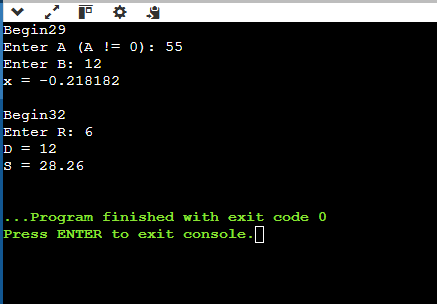 Begin29
Enter A (A != 0): 55
Enter B: 12
x = -0.218182

Begin32
Enter R: 6
D = 12
S = 28.26

...Program finished with exit code 0
Press ENTER to exit console.